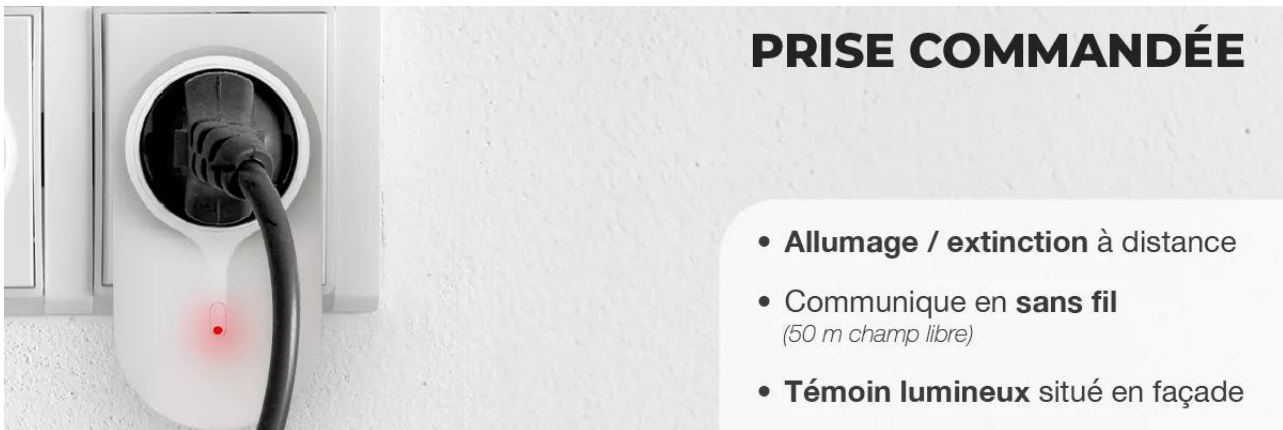 PRISE COMMANDÉE
• Allumage / extinction à distance
• Communique en sans fil
(50 m champ libre)
• Témoin lumineux situé en façade